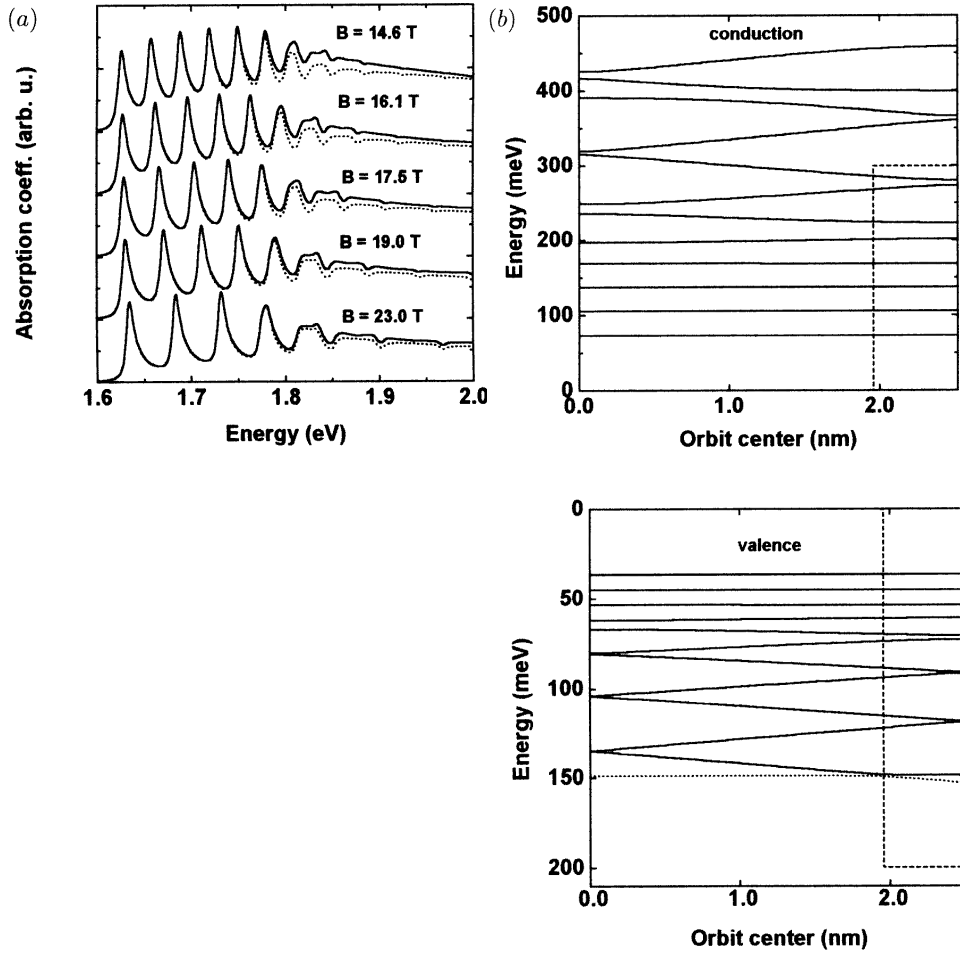 (a)
Absorption coeff. (arb. u.)
B = 14.6 T
B = 16.1 T
B = 17.5 T
B = 19.0 T
B = 23.0 T
1.6 1.7 1.8 1.9 2.0
Energy (eV)
(b)
conduction
Energy (meV)
500
400
300
200
100
0
0.0 1.0 2.0
Orbit center (nm)
valence
Energy (meV)
0
50
100
150
200
0.0 1.0 2.0
Orbit center (nm)